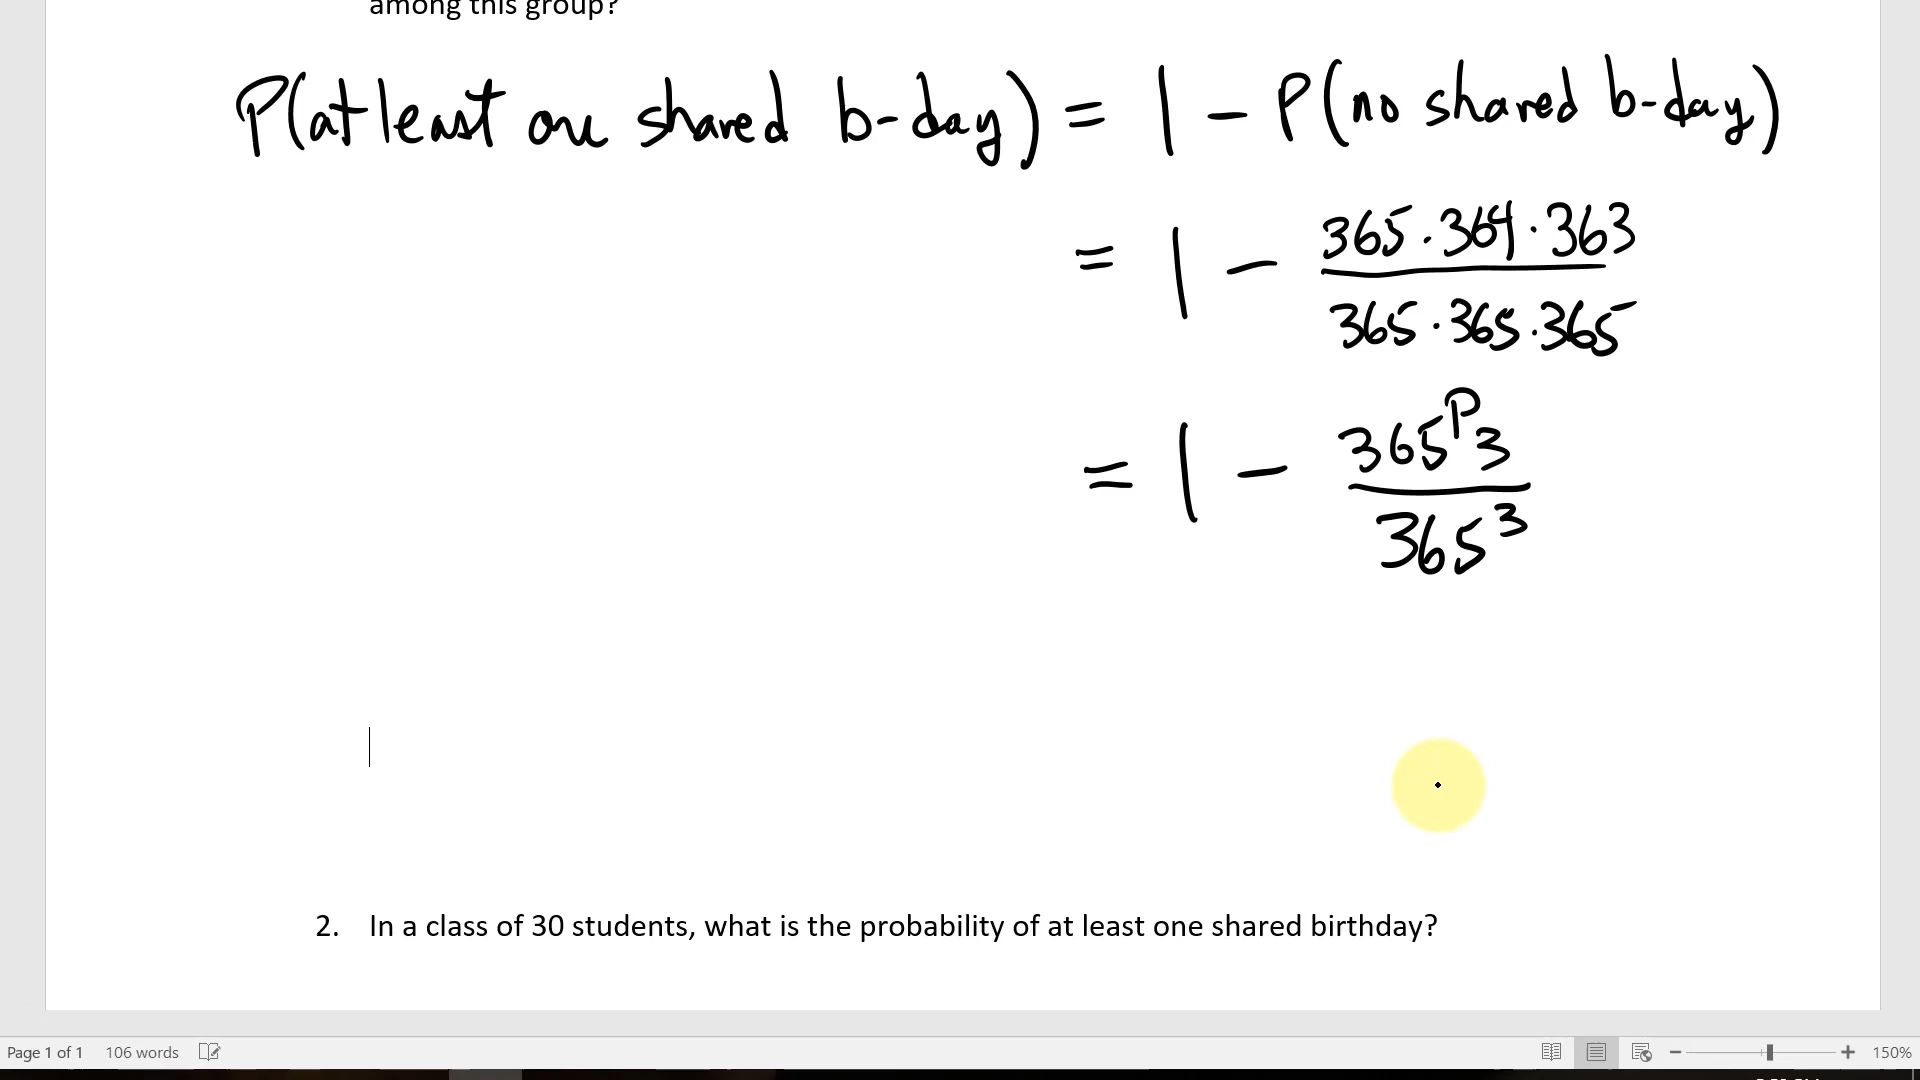 among this group?
P(at least one shared b-day) = 1 - P(no shared b-day)
= 1 - 365·364·363
365·365·365
= 1 - 365P3
365³
2. In a class of 30 students, what is the probability of at least one shared birthday?
Page 1 of 1 106 words 150%